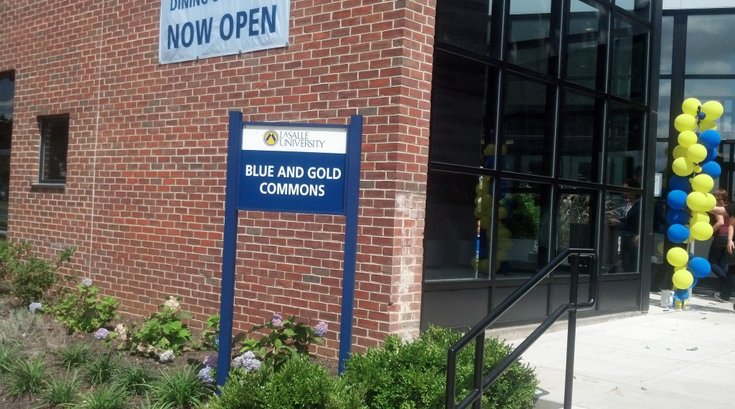 DINING
NOW OPEN
LASALLE
UNIVERSITY
BLUE AND GOLD
COMMONS